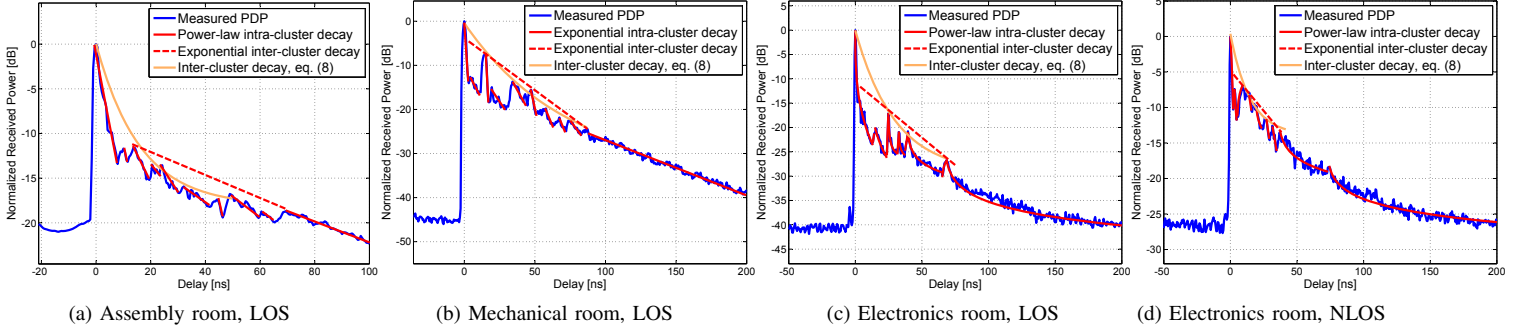 Measured PDP
Power-law intra-cluster decay
Exponential inter-cluster decay
Inter-cluster decay, eq. (8)
Normalized Received Power [dB]
0
-5
-10
-15
-20
-20
0
20
40
60
80
100
Delay [ns]
(a) Assembly room, LOS
Measured PDP
Exponential intra-cluster decay
Exponential inter-cluster decay
Inter-cluster decay, eq. (8)
Normalized Received Power [dB]
0
-10
-20
-30
-40
-50
0
50
100
150
200
Delay [ns]
(b) Mechanical room, LOS
Measured PDP
Power-law intra-cluster decay
Exponential inter-cluster decay
Inter-cluster decay, eq. (8)
Normalized Received Power [dB]
5
0
-5
-11
-16
-21
-26
-31
-36
-40
-45
-50
0
50
100
150
200
Delay [ns]
(c) Electronics room, LOS
Measured PDP
Power-law intra-cluster decay
Exponential inter-cluster decay
Inter-cluster decay, eq. (8)
Normalized Received Power [dB]
5
0
-5
-10
-15
-20
-25
-30
-50
0
50
100
150
200
Delay [ns]
(d) Electronics room, NLOS